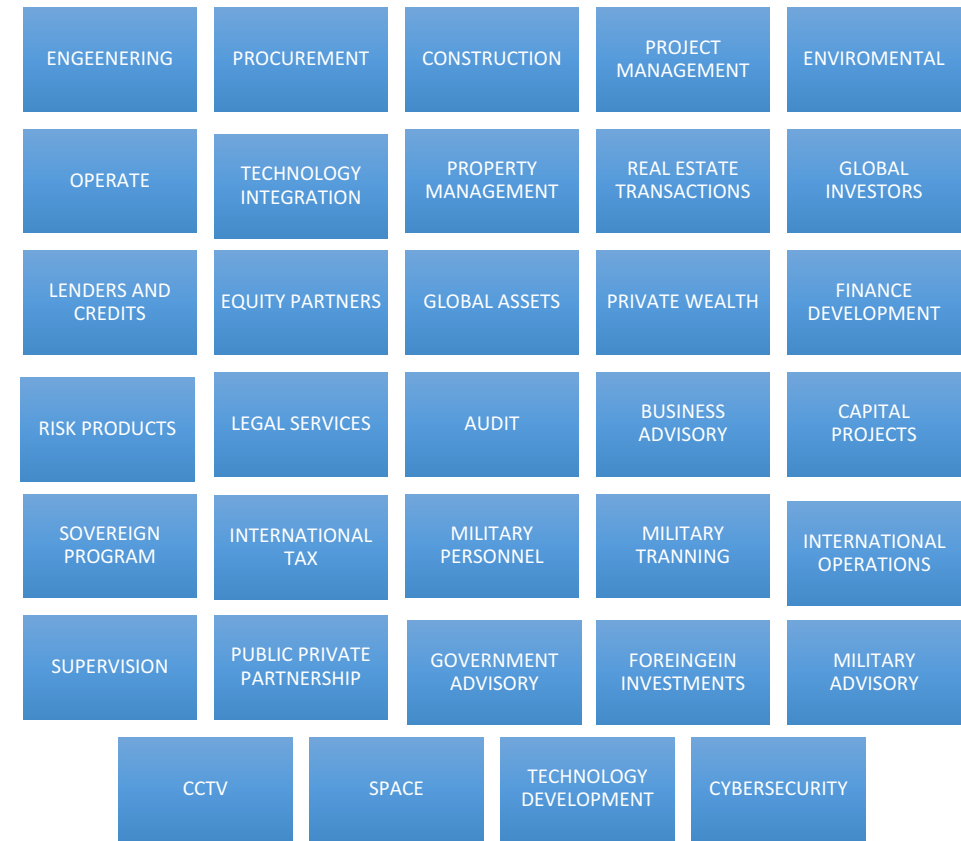 ENGEENERING
PROCUREMENT
CONSTRUCTION
PROJECT
MANAGEMENT
ENVIROMENTAL
OPERATE
TECHNOLOGY
INTEGRATION
PROPERTY
MANAGEMENT
REAL ESTATE
TRANSACTIONS
GLOBAL
INVESTORS
LENDERS AND
CREDITS
EQUITY PARTNERS
GLOBAL ASSETS
PRIVATE WEALTH
FINANCE
DEVELOPMENT
RISK PRODUCTS
LEGAL SERVICES
AUDIT
BUSINESS
ADVISORY
CAPITAL
PROJECTS
SOVEREIGN
PROGRAM
INTERNATIONAL
TAX
MILITARY
PERSONNEL
MILITARY
TRANNING
INTERNATIONAL
OPERATIONS
SUPERVISION
PUBLIC PRIVATE
PARTNERSHIP
GOVERNMENT
ADVISORY
FOREINGEIN
INVESTMENTS
MILITARY
ADVISORY
CCTV
SPACE
TECHNOLOGY
DEVELOPMENT
CYBERSECURITY